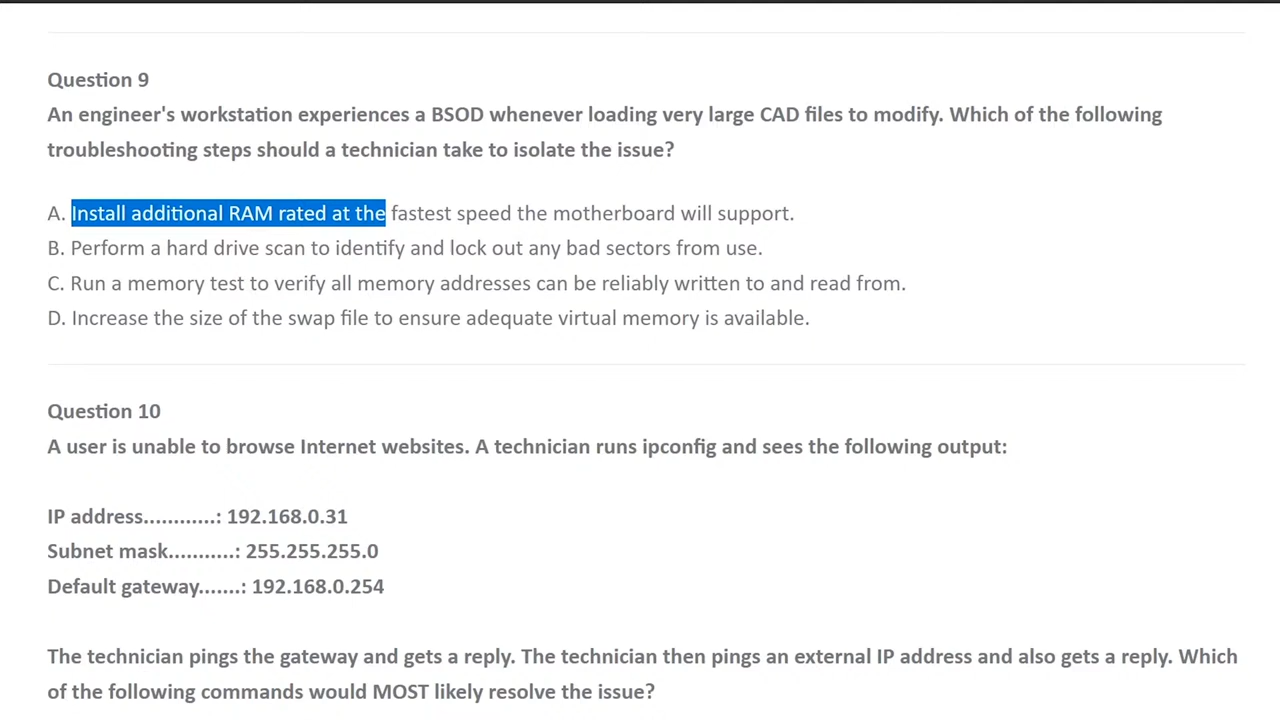 Question 9
An engineer's workstation experiences a BSOD whenever loading very large CAD files to modify. Which of the following
troubleshooting steps should a technician take to isolate the issue?
A. Install additional RAM rated at the fastest speed the motherboard will support.
B. Perform a hard drive scan to identify and lock out any bad sectors from use.
C. Run a memory test to verify all memory addresses can be reliably written to and read from.
D. Increase the size of the swap file to ensure adequate virtual memory is available.
Question 10
A user is unable to browse Internet websites. A technician runs ipconfig and sees the following output:
IP address............: 192.168.0.31
Subnet mask...........: 255.255.255.0
Default gateway.......: 192.168.0.254
The technician pings the gateway and gets a reply. The technician then pings an external IP address and also gets a reply. Which
of the following commands would MOST likely resolve the issue?